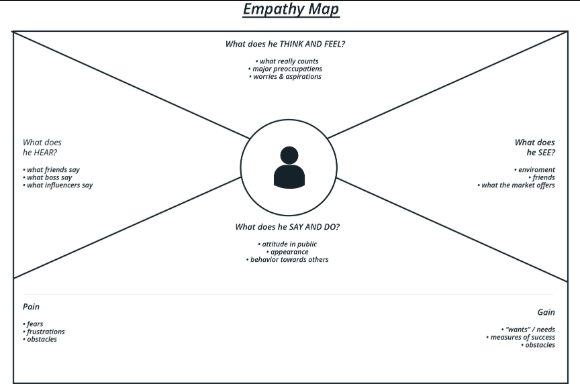 Empathy Map
What does he THINK AND FEEL?
• what really counts
• major preoccupatiens
• worries & aspirations
What does
he HEAR?
• what friends say
• what boss say
• what influencers say
What does
he SEE?
• enviroment
• friends
• what the market offers
What does he SAY AND DO?
• attitude in public
• appearance
• behavior towards others
Pain
• fears
• frustrations
• obstacles
Gain
• "wants" / needs
• measures of success
• obstacles